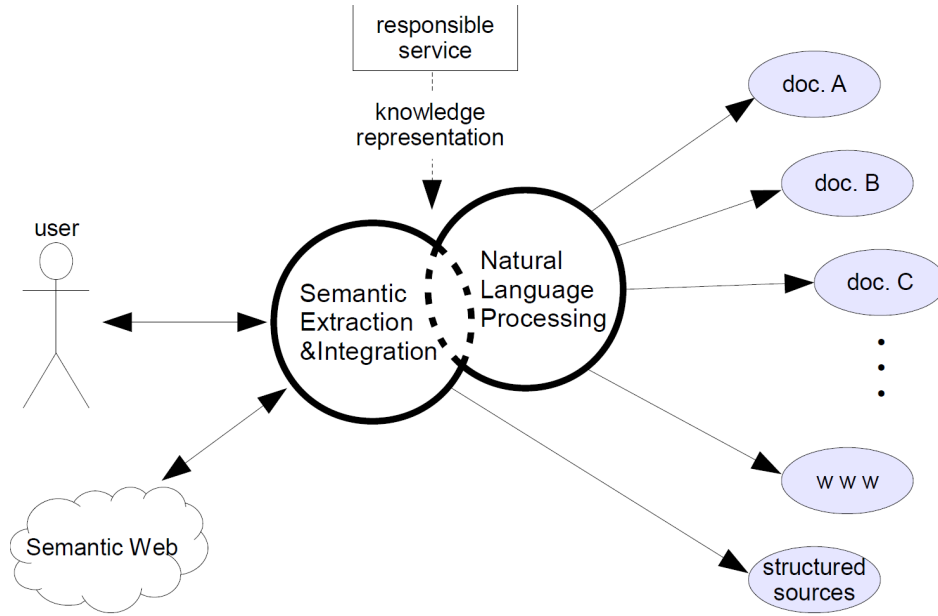 responsible
service
knowledge
representation
user
Semantic
Extraction
&Integration
Natural
Language
Processing
doc. A
doc. B
doc. C
w w w
structured
sources
Semantic Web